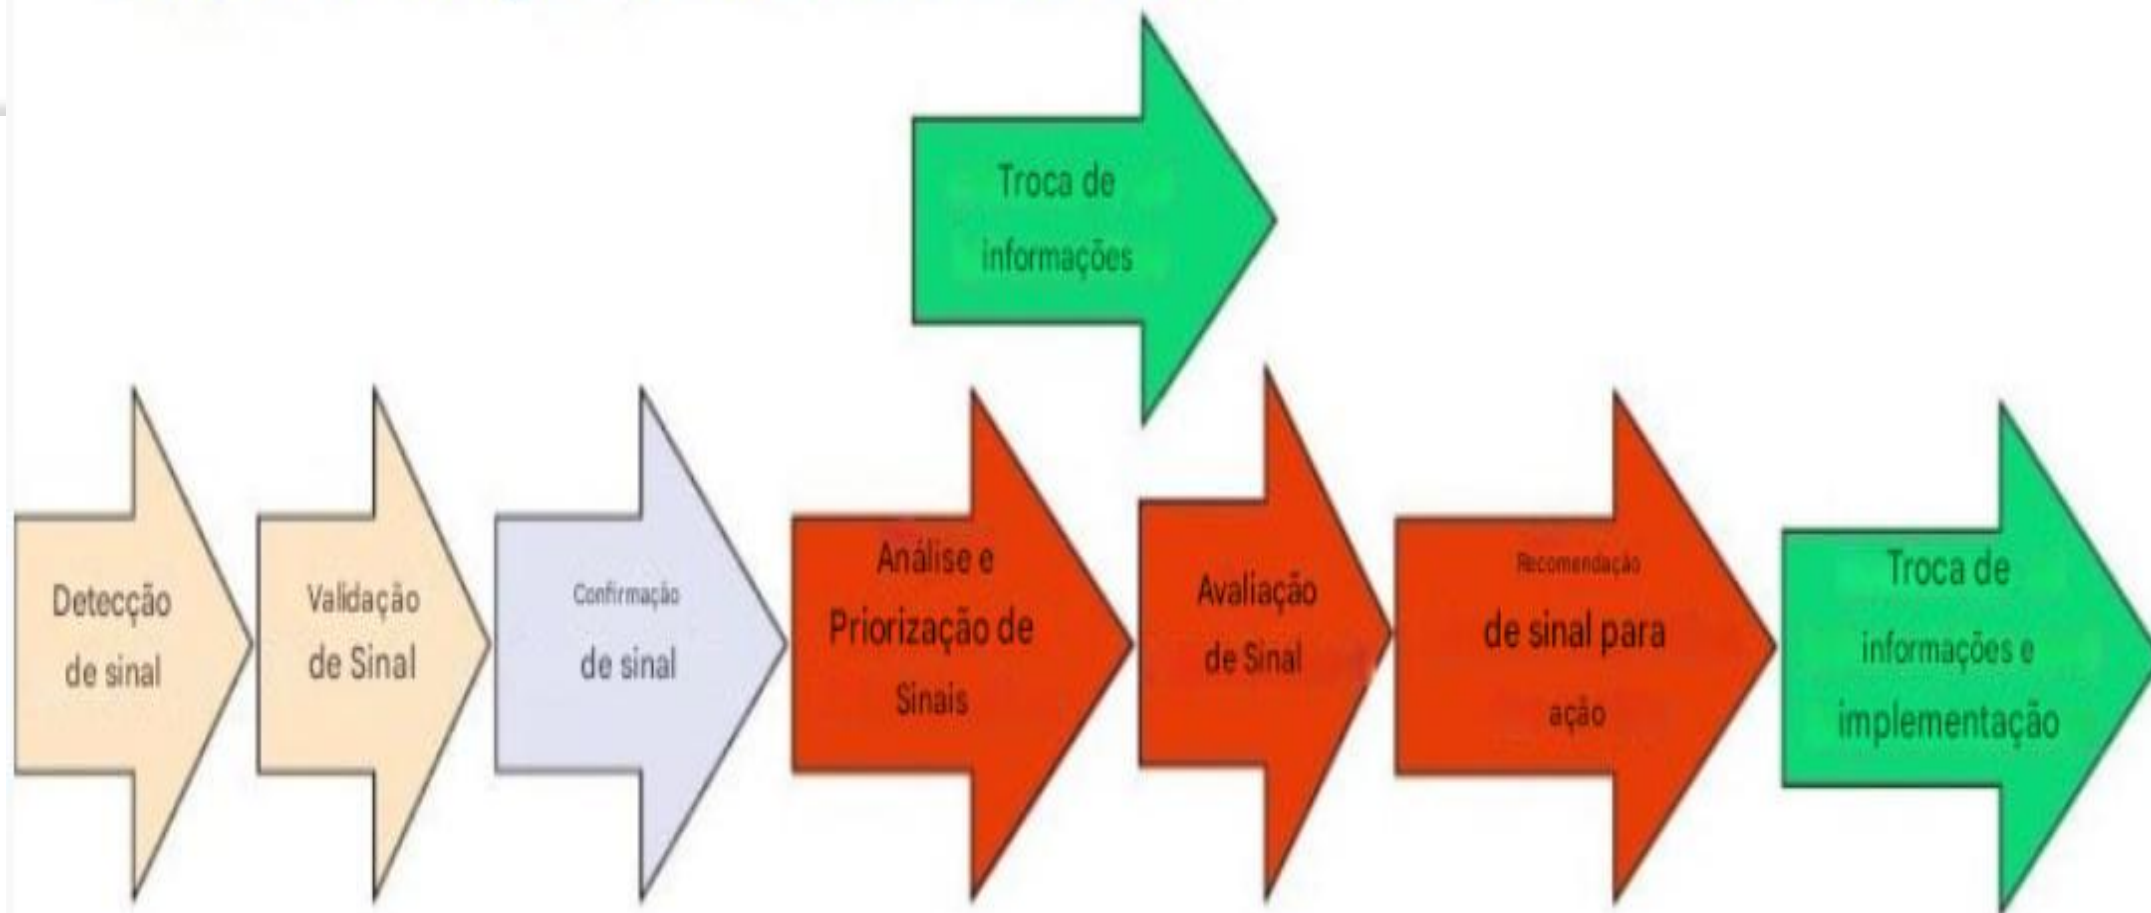 Troca de
informações
Detecção
de sinal
Validação
de Sinal
Confirmação
de sinal
Análise e
Priorização de
Sinais
Avaliação
de Sinal
Recomendação
de sinal para
ação
Troca de
informações e
implementação